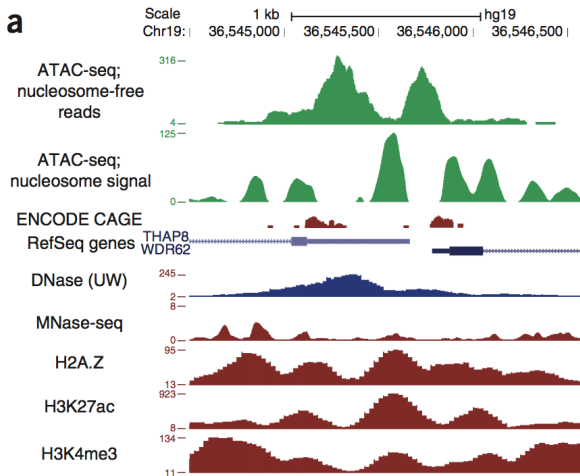 a
Scale 1 kb hg19
Chr19: 36,545,000 36,545,500 36,546,000 36,546,500
ATAC-seq;
nucleosome-free
reads
316
4
ATAC-seq;
nucleosome signal
125
0
ENCODE CAGE
RefSeq genes
THAP8
WDR62
DNase (UW)
245
2
MNase-seq
8
0
H2A.Z
95
13
H3K27ac
923
8
H3K4me3
134
11